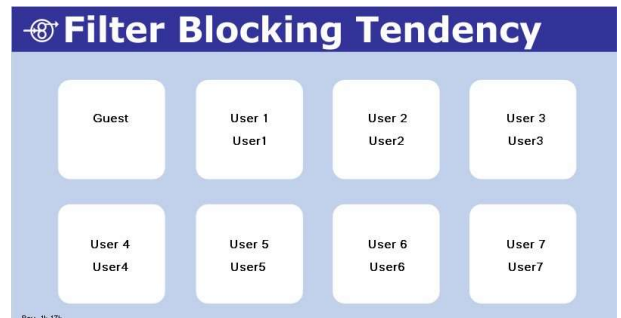 Filter Blocking Tendency
Guest
User 1
User1
User 2
User2
User 3
User3
User 4
User4
User 5
User5
User 6
User6
User 7
User7